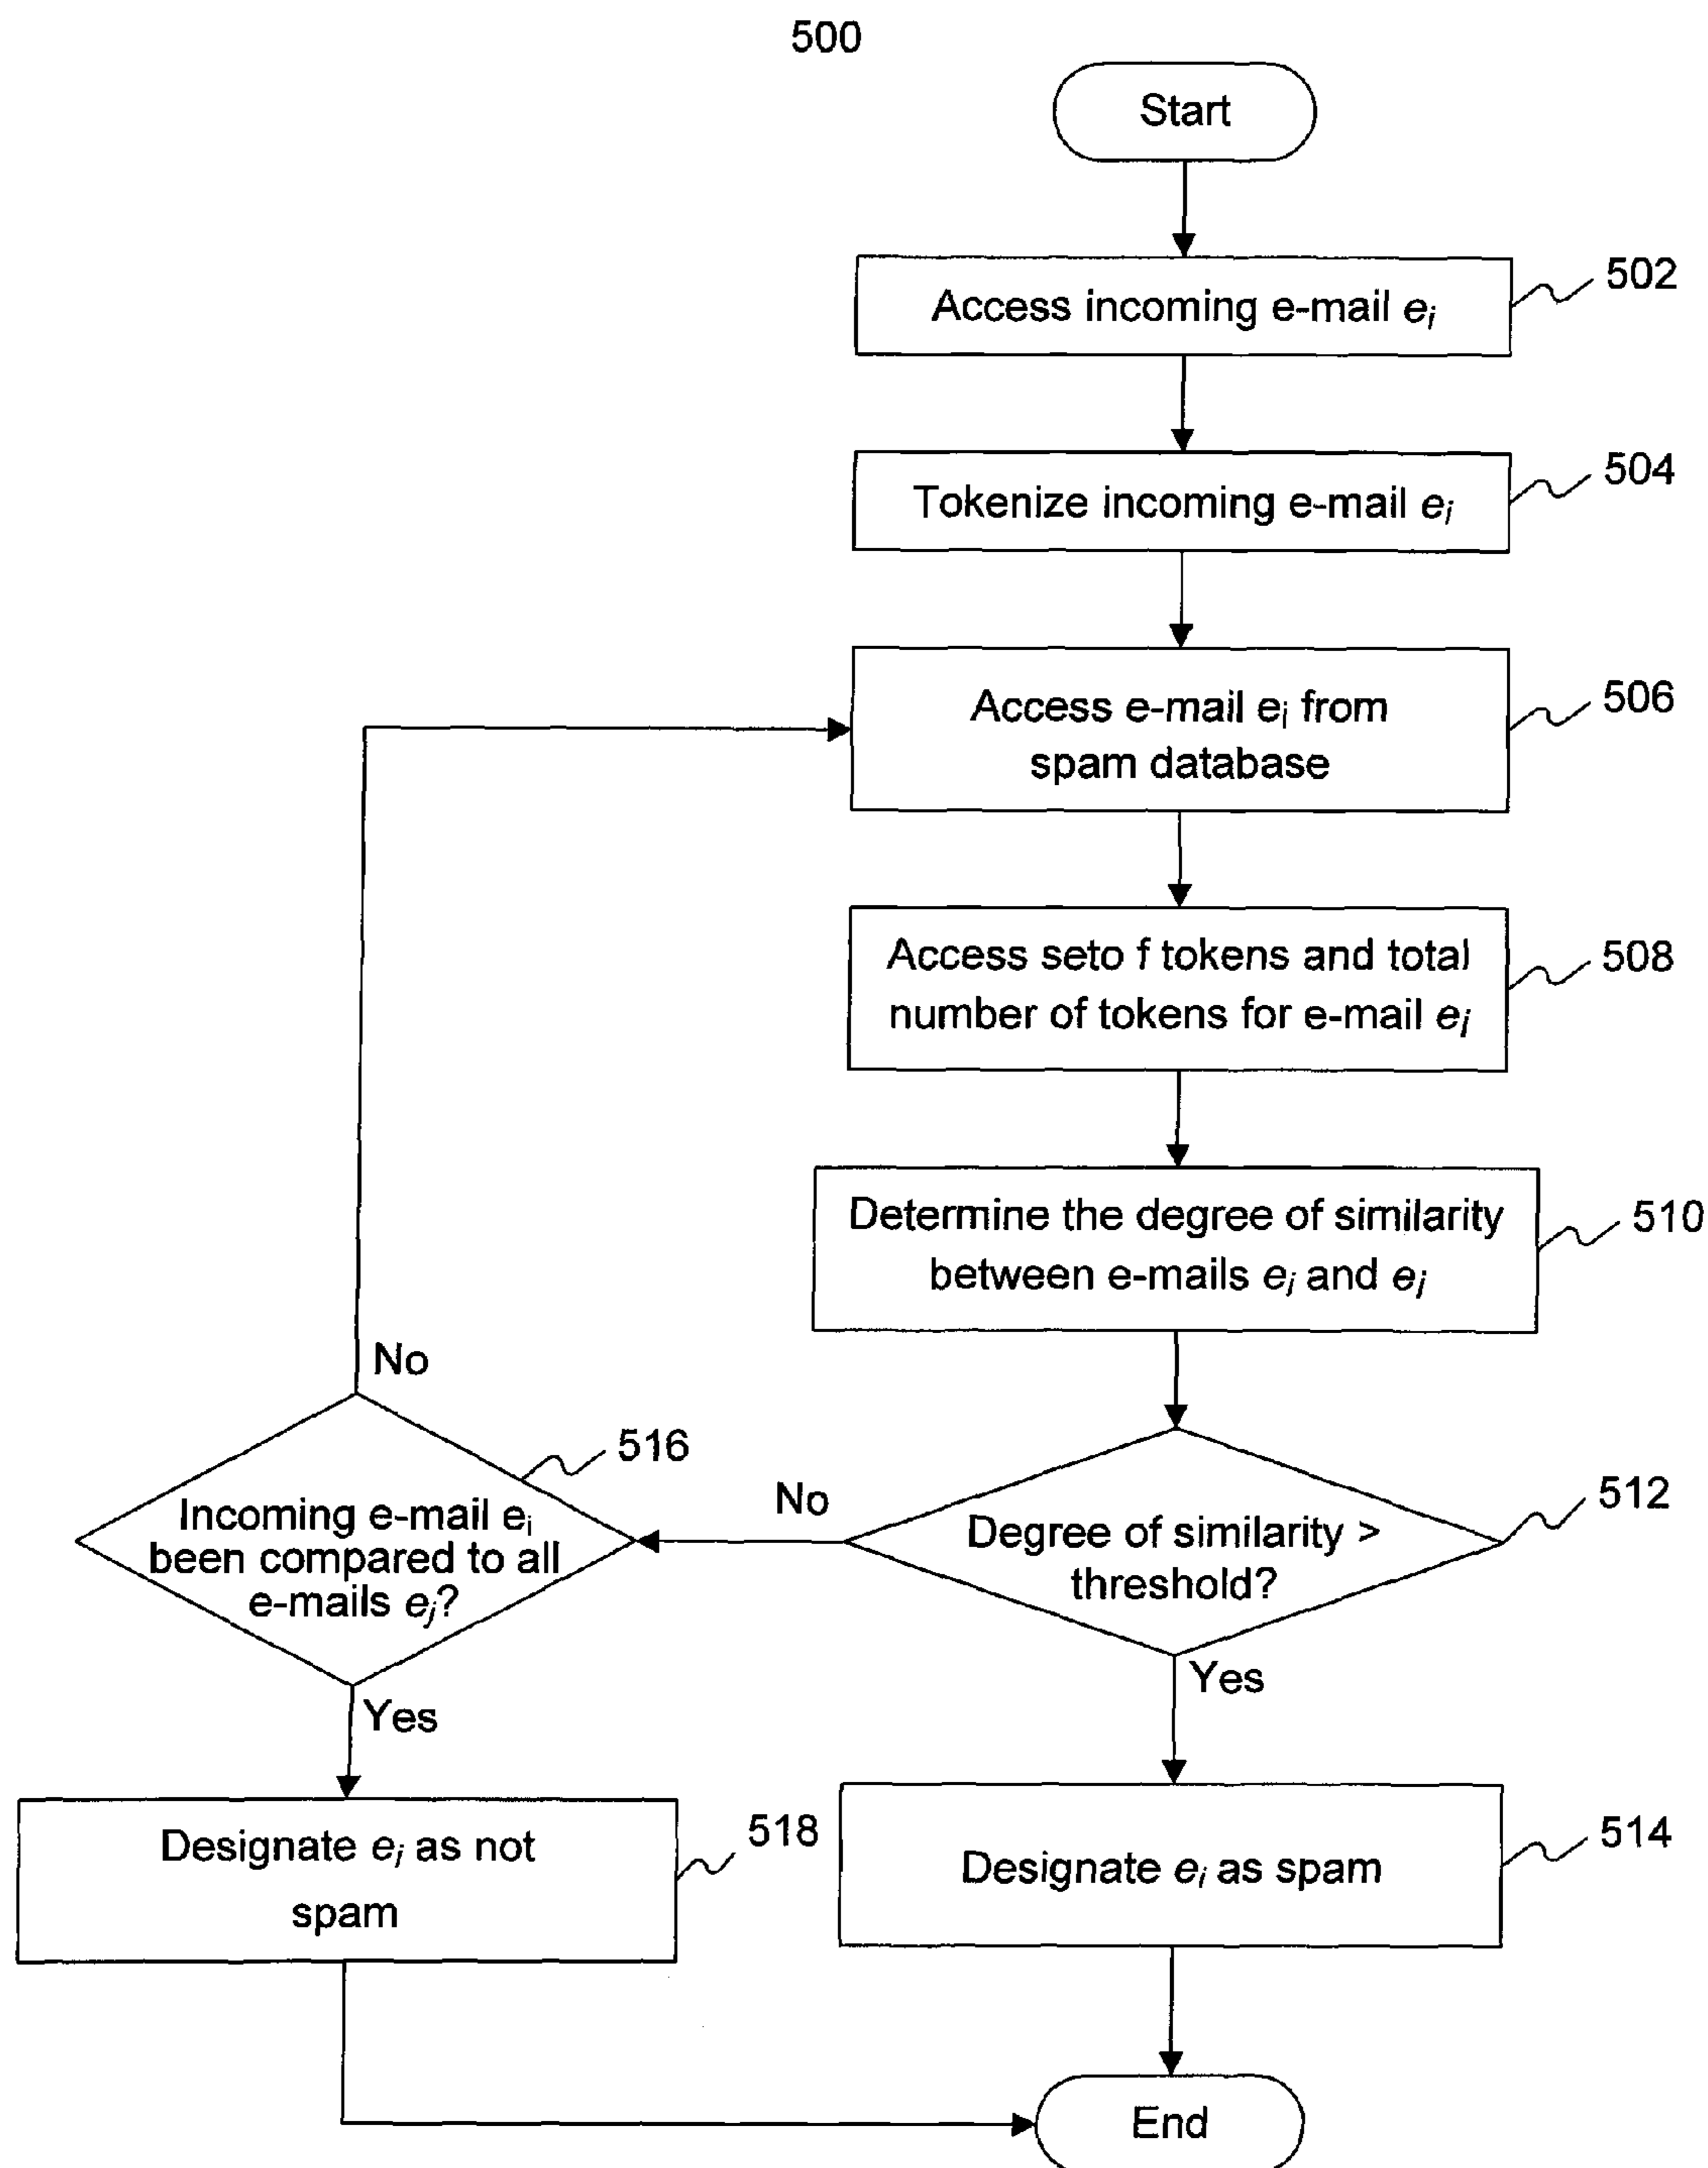 500
Start
Access incoming e-mail ei
502
Tokenize incoming e-mail ei
504
Access e-mail ej from
spam database
506
Access seto f tokens and total
number of tokens for e-mail ej
508
Determine the degree of similarity
between e-mails ei and ej
510
No
516
Incoming e-mail ei
been compared to all
e-mails ej?
No
Degree of similarity >
threshold?
512
Yes
Yes
Designate ei as not
spam
518
Designate ei as spam
514
End